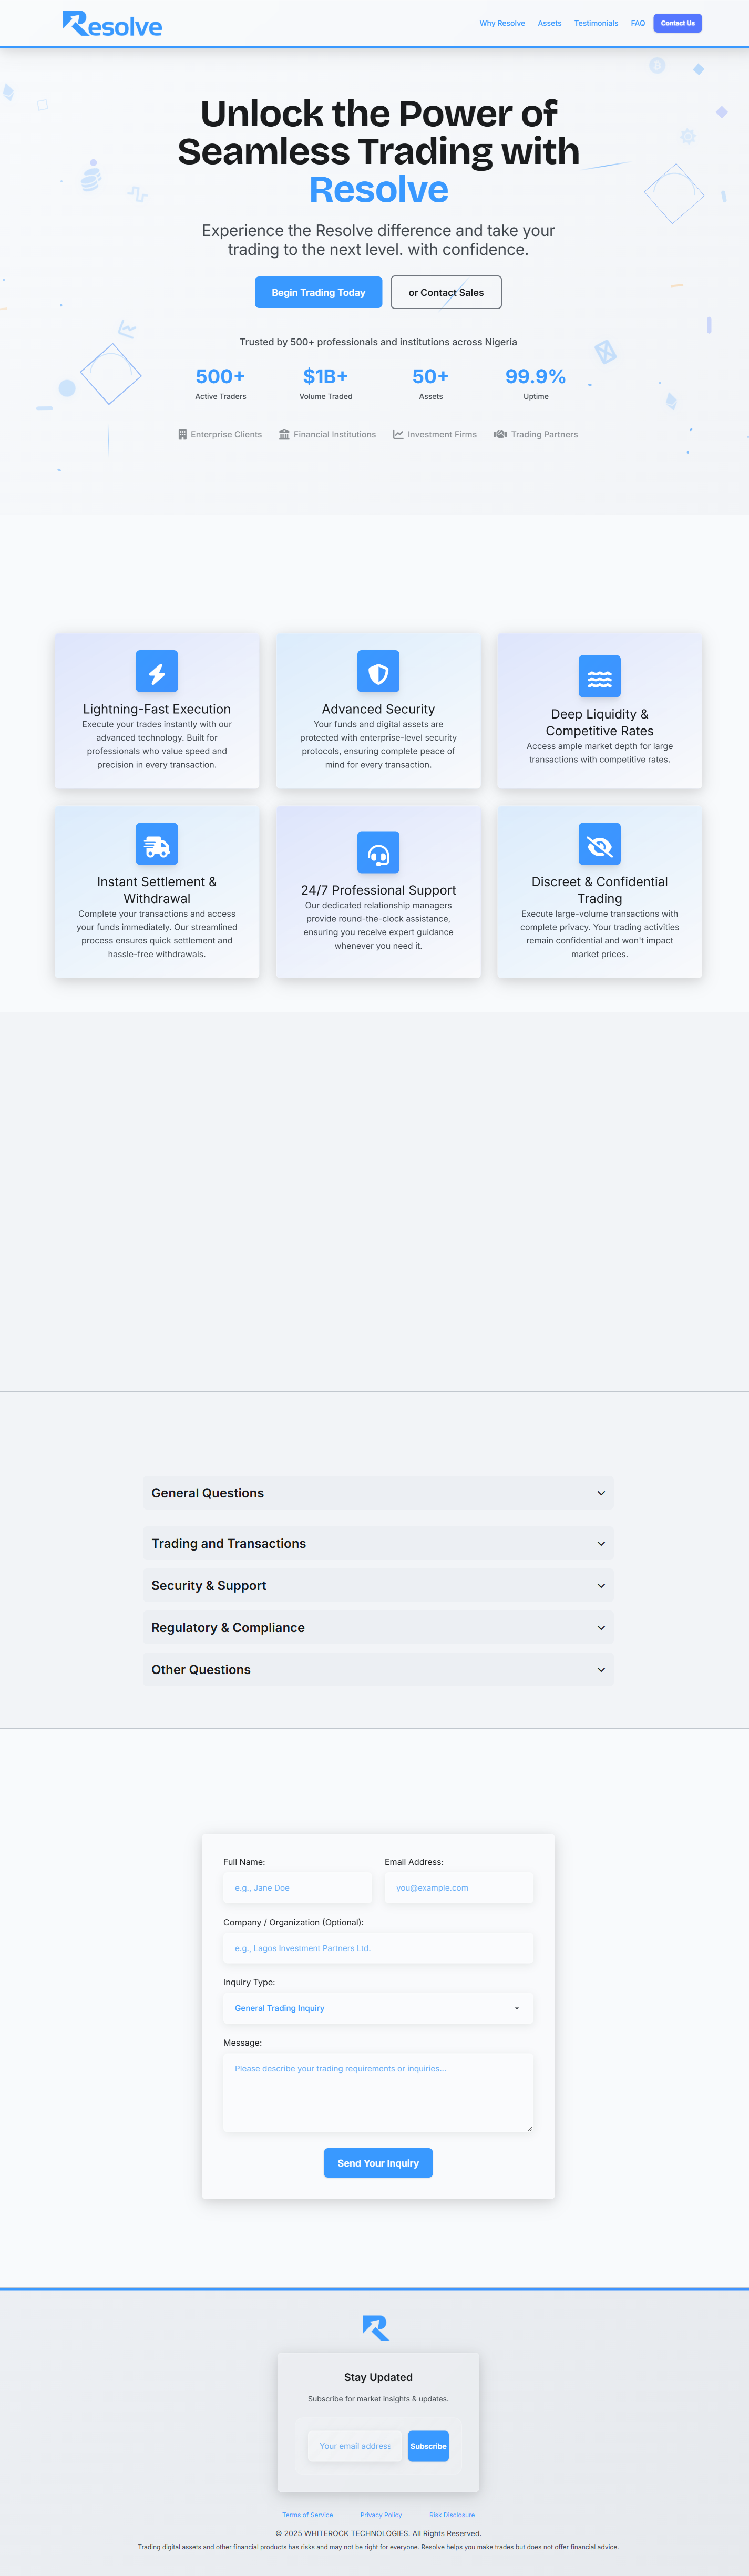 Resolve
Why Resolve Assets Testimonials FAQ Contact Us
Unlock the Power of
Seamless Trading with
Resolve
Experience the Resolve difference and take your
trading to the next level. with confidence.
Begin Trading Today or Contact Sales
Trusted by 500+ professionals and institutions across Nigeria
500+ $1B+ 50+ 99.9%
Active Traders Volume Traded Assets Uptime
Enterprise Clients Financial Institutions Investment Firms Trading Partners
Lightning-Fast Execution
Execute your trades instantly with our
advanced technology. Built for
professionals who value speed and
precision in every transaction.
Advanced Security
Your funds and digital assets are
protected with enterprise-level security
protocols, ensuring complete peace of
mind for every transaction.
Deep Liquidity &
Competitive Rates
Access ample market depth for large
transactions with competitive rates.
Instant Settlement &
Withdrawal
Complete your transactions and access
your funds immediately. Our streamlined
process ensures quick settlement and
hassle-free withdrawals.
24/7 Professional Support
Our dedicated relationship managers
provide round-the-clock assistance,
ensuring you receive expert guidance
whenever you need it.
Discreet & Confidential
Trading
Execute large-volume transactions with
complete privacy. Your trading activities
remain confidential and won't impact
market prices.
General Questions
Trading and Transactions
Security & Support
Regulatory & Compliance
Other Questions
Full Name: Email Address:
e.g., Jane Doe you@example.com
Company / Organization (Optional):
e.g., Lagos Investment Partners Ltd.
Inquiry Type:
General Trading Inquiry
Message:
Please describe your trading requirements or inquiries...
Send Your Inquiry
Stay Updated
Subscribe for market insights & updates.
Your email address Subscribe
Terms of Service Privacy Policy Risk Disclosure
© 2025 WHITEROCK TECHNOLOGIES. All Rights Reserved.
Trading digital assets and other financial products has risks and may not be right for everyone. Resolve helps you make trades but does not offer financial advice.